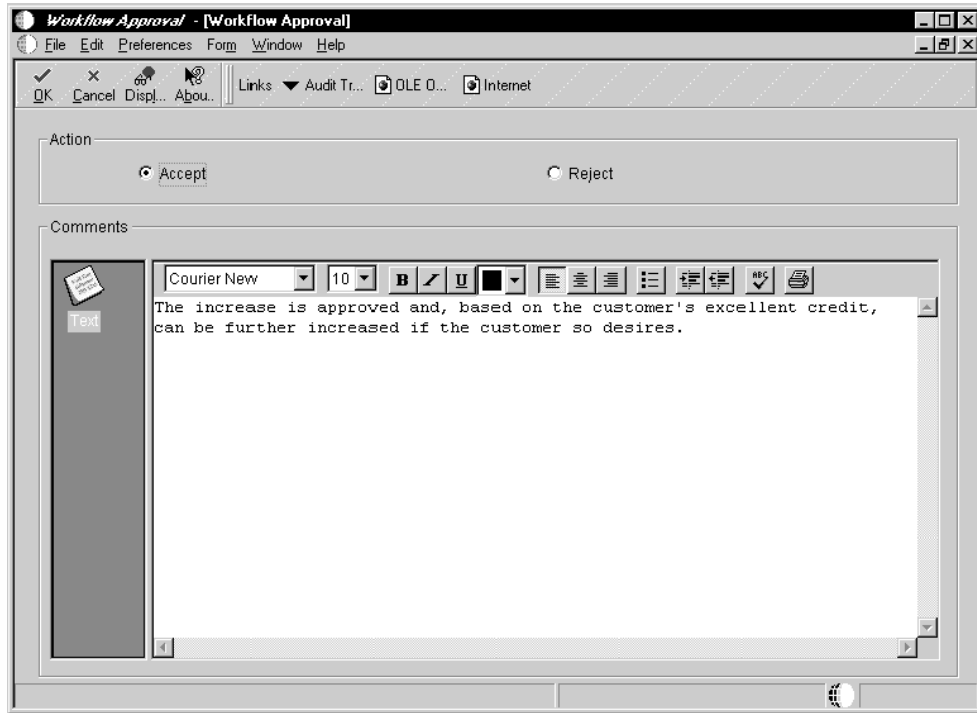 Workflow Approval - [Workflow Approval]
File Edit Preferences Form Window Help
OK Cancel Displ... Abou.. Links Audit Tr... OLE O... Internet
Action
Accept Reject
Comments
Courier New 10 B I U ABC
Text
The increase is approved and, based on the customer's excellent credit,
can be further increased if the customer so desires.